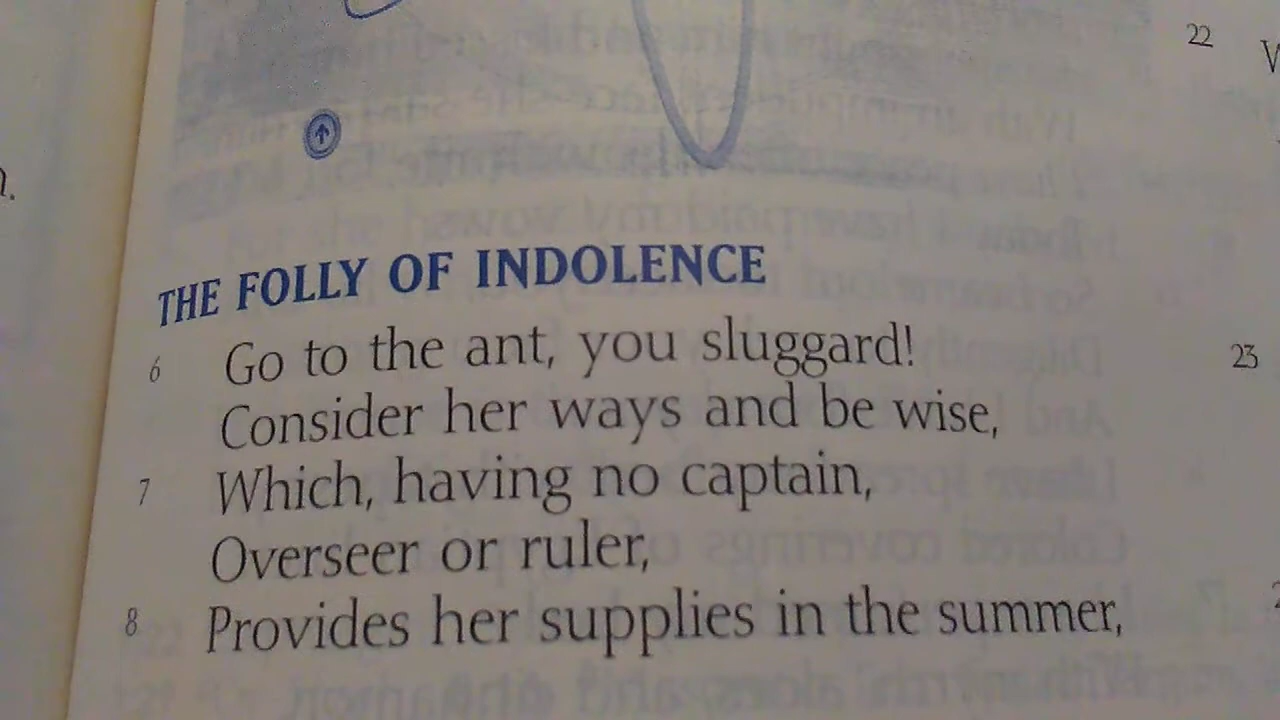 22
THE FOLLY OF INDOLENCE
6 Go to the ant, you sluggard!
Consider her ways and be wise,
7 Which, having no captain,
Overseer or ruler,
8 Provides her supplies in the summer,
23